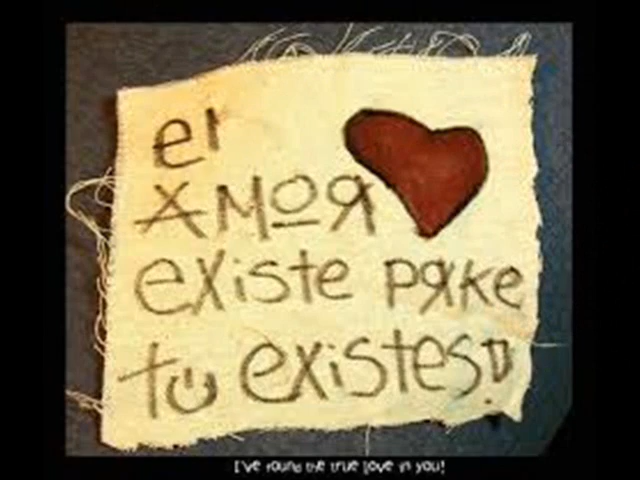 el
AMOR
existe PRKe
tu existes!
I've found the true love in you!